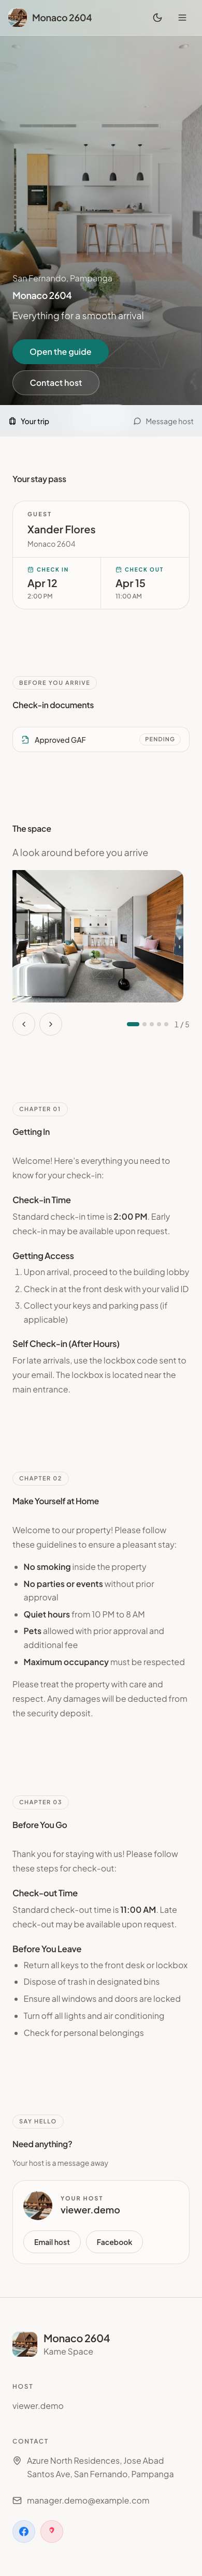 Monaco 2604
San Fernando, Pampanga
Monaco 2604
Everything for a smooth arrival
Open the guide
Contact host
Your trip
Message host
Your stay pass
GUEST
Xander Flores
Monaco 2604
CHECK IN
Apr 12
2:00 PM
CHECK OUT
Apr 15
11:00 AM
BEFORE YOU ARRIVE
Check-in documents
Approved GAF
PENDING
The space
A look around before you arrive
1 / 5
CHAPTER 01
Getting In
Welcome! Here's everything you need to
know for your check-in:
Check-in Time
Standard check-in time is 2:00 PM. Early
check-in may be available upon request.
Getting Access
1. Upon arrival, proceed to the building lobby
2. Check in at the front desk with your valid ID
3. Collect your keys and parking pass (if
applicable)
Self Check-in (After Hours)
For late arrivals, use the lockbox code sent to
your email. The lockbox is located near the
main entrance.
CHAPTER 02
Make Yourself at Home
Welcome to our property! Please follow
these guidelines to ensure a pleasant stay:
• No smoking inside the property
• No parties or events without prior
approval
• Quiet hours from 10 PM to 8 AM
• Pets allowed with prior approval and
additional fee
• Maximum occupancy must be respected
Please treat the property with care and
respect. Any damages will be deducted from
the security deposit.
CHAPTER 03
Before You Go
Thank you for staying with us! Please follow
these steps for check-out:
Check-out Time
Standard check-out time is 11:00 AM. Late
check-out may be available upon request.
Before You Leave
• Return all keys to the front desk or lockbox
• Dispose of trash in designated bins
• Ensure all windows and doors are locked
• Turn off all lights and air conditioning
• Check for personal belongings
SAY HELLO
Need anything?
Your host is a message away
YOUR HOST
viewer.demo
Email host
Facebook
Monaco 2604
Kame Space
HOST
viewer.demo
CONTACT
Azure North Residences, Jose Abad
Santos Ave, San Fernando, Pampanga
manager.demo@example.com